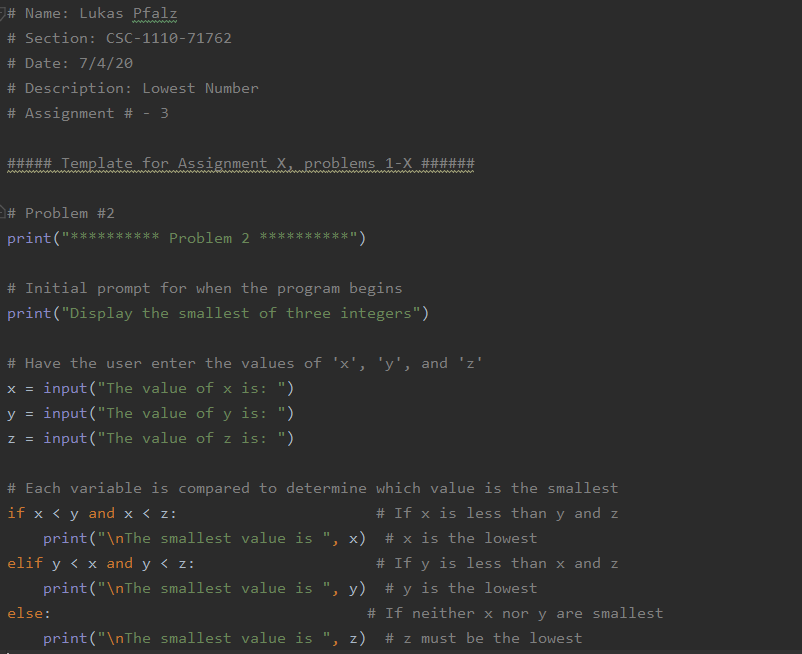 # Name: Lukas Pfalz
# Section: CSC-1110-71762
# Date: 7/4/20
# Description: Lowest Number
# Assignment # - 3
##### Template for Assignment X, problems 1-X ######
# Problem #2
print("********** Problem 2 **********")
# Initial prompt for when the program begins
print("Display the smallest of three integers")
# Have the user enter the values of 'x', 'y', and 'z'
x = input("The value of x is: ")
y = input("The value of y is: ")
z = input("The value of z is: ")
# Each variable is compared to determine which value is the smallest
if x < y and x < z:                      # If x is less than y and z
    print("\nThe smallest value is ", x)  # x is the lowest
elif y < x and y < z:                    # If y is less than x and z
    print("\nThe smallest value is ", y)  # y is the lowest
else:                                   # If neither x nor y are smallest
    print("\nThe smallest value is ", z)  # z must be the lowest